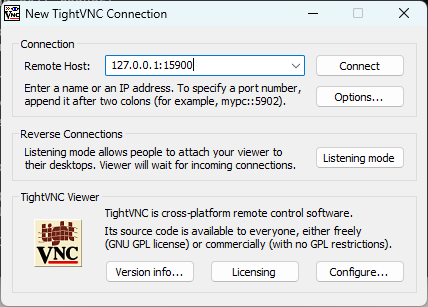 New TightVNC Connection
Connection
Remote Host:
127.0.0.1:15900
Connect
Enter a name or an IP address. To specify a port number,
append it after two colons (for example, mypc::5902).
Options...
Reverse Connections
Listening mode allows people to attach your viewer to
their desktops. Viewer will wait for incoming connections.
Listening mode
TightVNC Viewer
tight
VNC
TightVNC is cross-platform remote control software.
Its source code is available to everyone, either freely
(GNU GPL license) or commercially (with no GPL restrictions).
Version info...
Licensing
Configure...